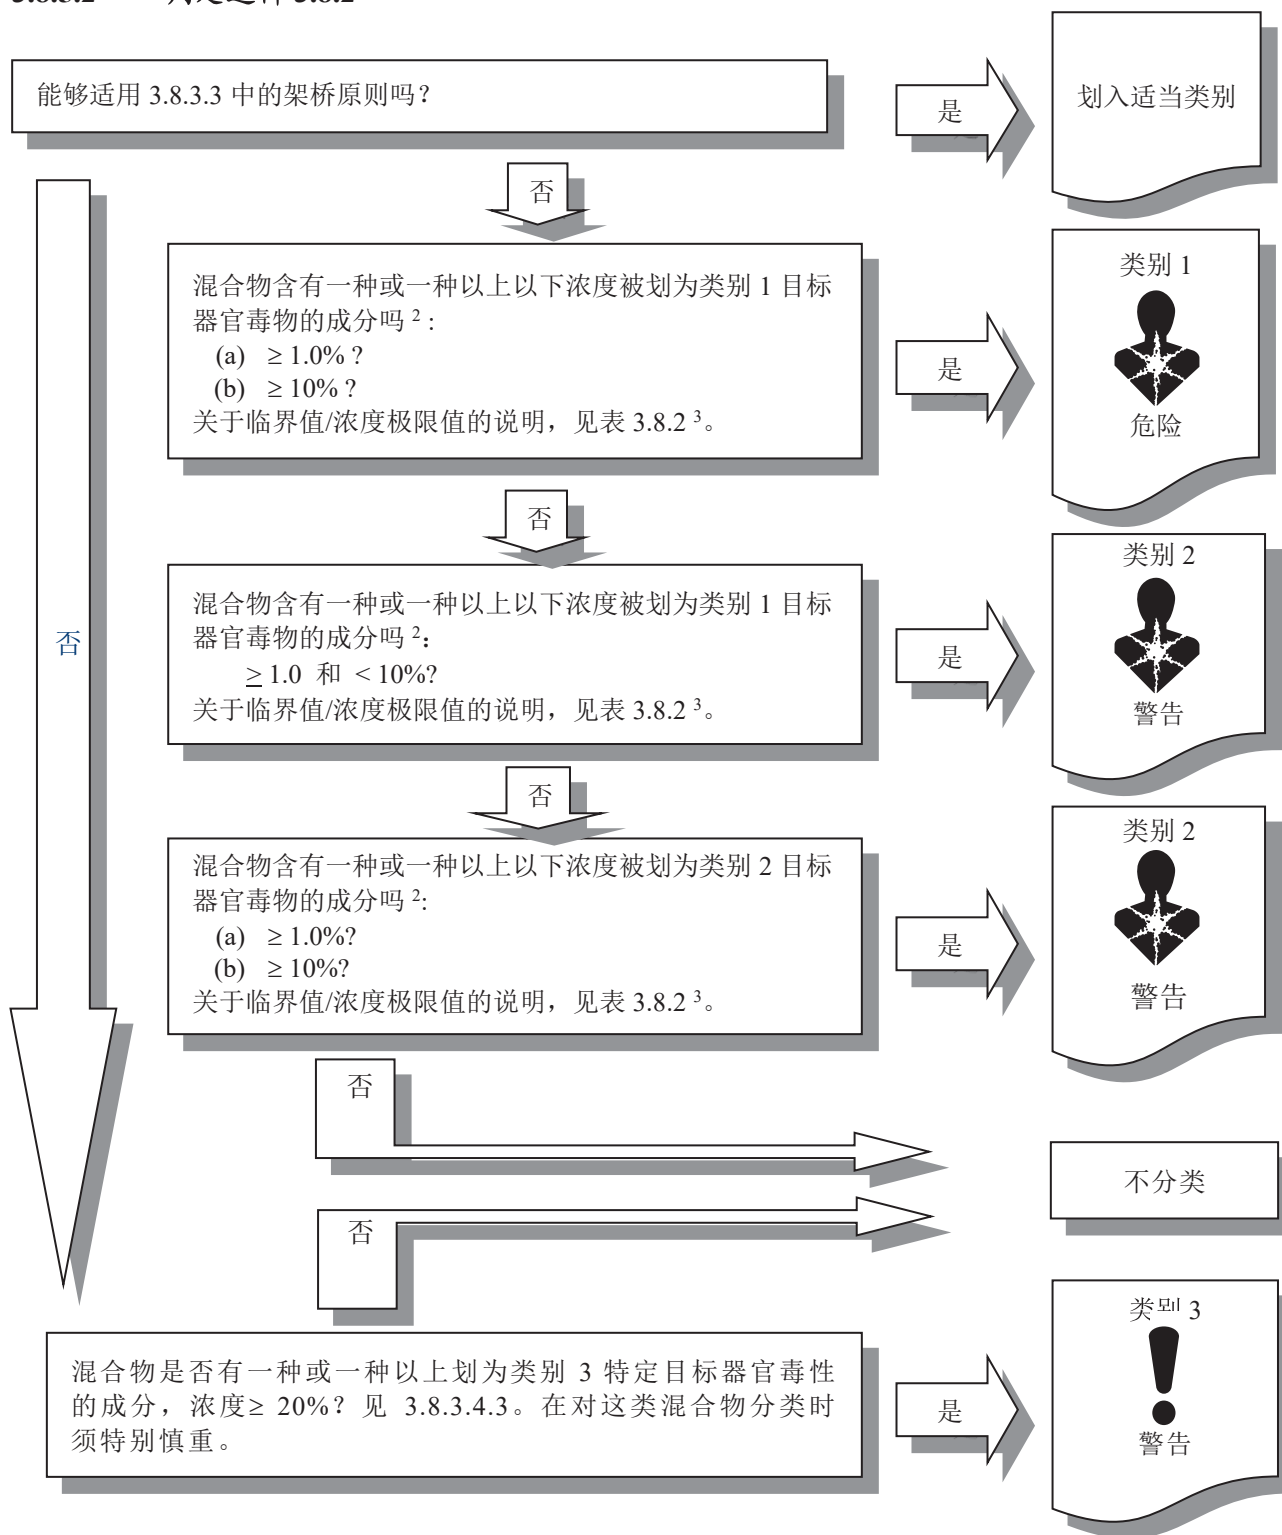 能够适用 3.8.3.3 中的架桥原则吗？
是
划入适当类别
否
否
混合物含有一种或一种以上以下浓度被划为类别 1 目标
器官毒物的成分吗 ²：
(a) ≥ 1.0% ?
(b) ≥ 10% ?
关于临界值/浓度极限值的说明，见表 3.8.2 ³。
是
类别 1
危险
否
混合物含有一种或一种以上以下浓度被划为类别 1 目标
器官毒物的成分吗 ²：
≥ 1.0 和 < 10%?
关于临界值/浓度极限值的说明，见表 3.8.2 ³。
是
类别 2
警告
否
混合物含有一种或一种以上以下浓度被划为类别 2 目标
器官毒物的成分吗 ²:
(a) ≥ 1.0%?
(b) ≥ 10%?
关于临界值/浓度极限值的说明，见表 3.8.2 ³。
是
类别 2
警告
否
不分类
否
混合物是否有一种或一种以上划为类别 3 特定目标器官毒性
的成分，浓度≥ 20%？见 3.8.3.4.3。在对这类混合物分类时
须特别慎重。
是
类别 3
警告